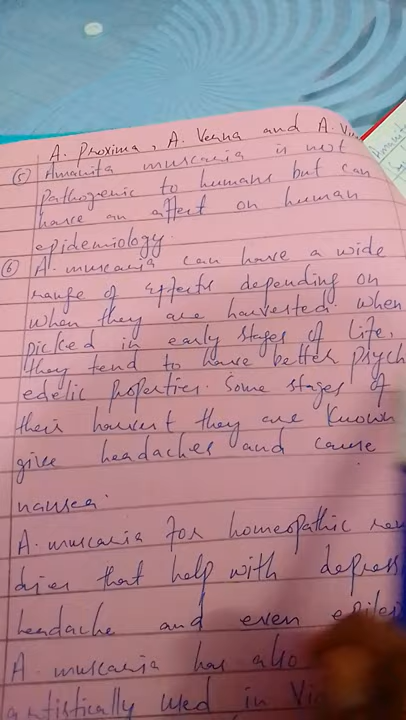 A. Proxima, A. Verna and A.
(5) Amanita muscaria is not
pathogenic to humans but can
have an affect on human
epidemiology.
(6) A. muscaria can have a wide
range of effects depending on
when they are harvested. When
picked in early stages of life,
they tend to have better psych
edelic properties. Some stages of
their harvest they are known
give headaches and cause
nausea.
A. muscaria for homeopathic
dies that help with depress
headache and even
A. muscaria has also
artistically used in